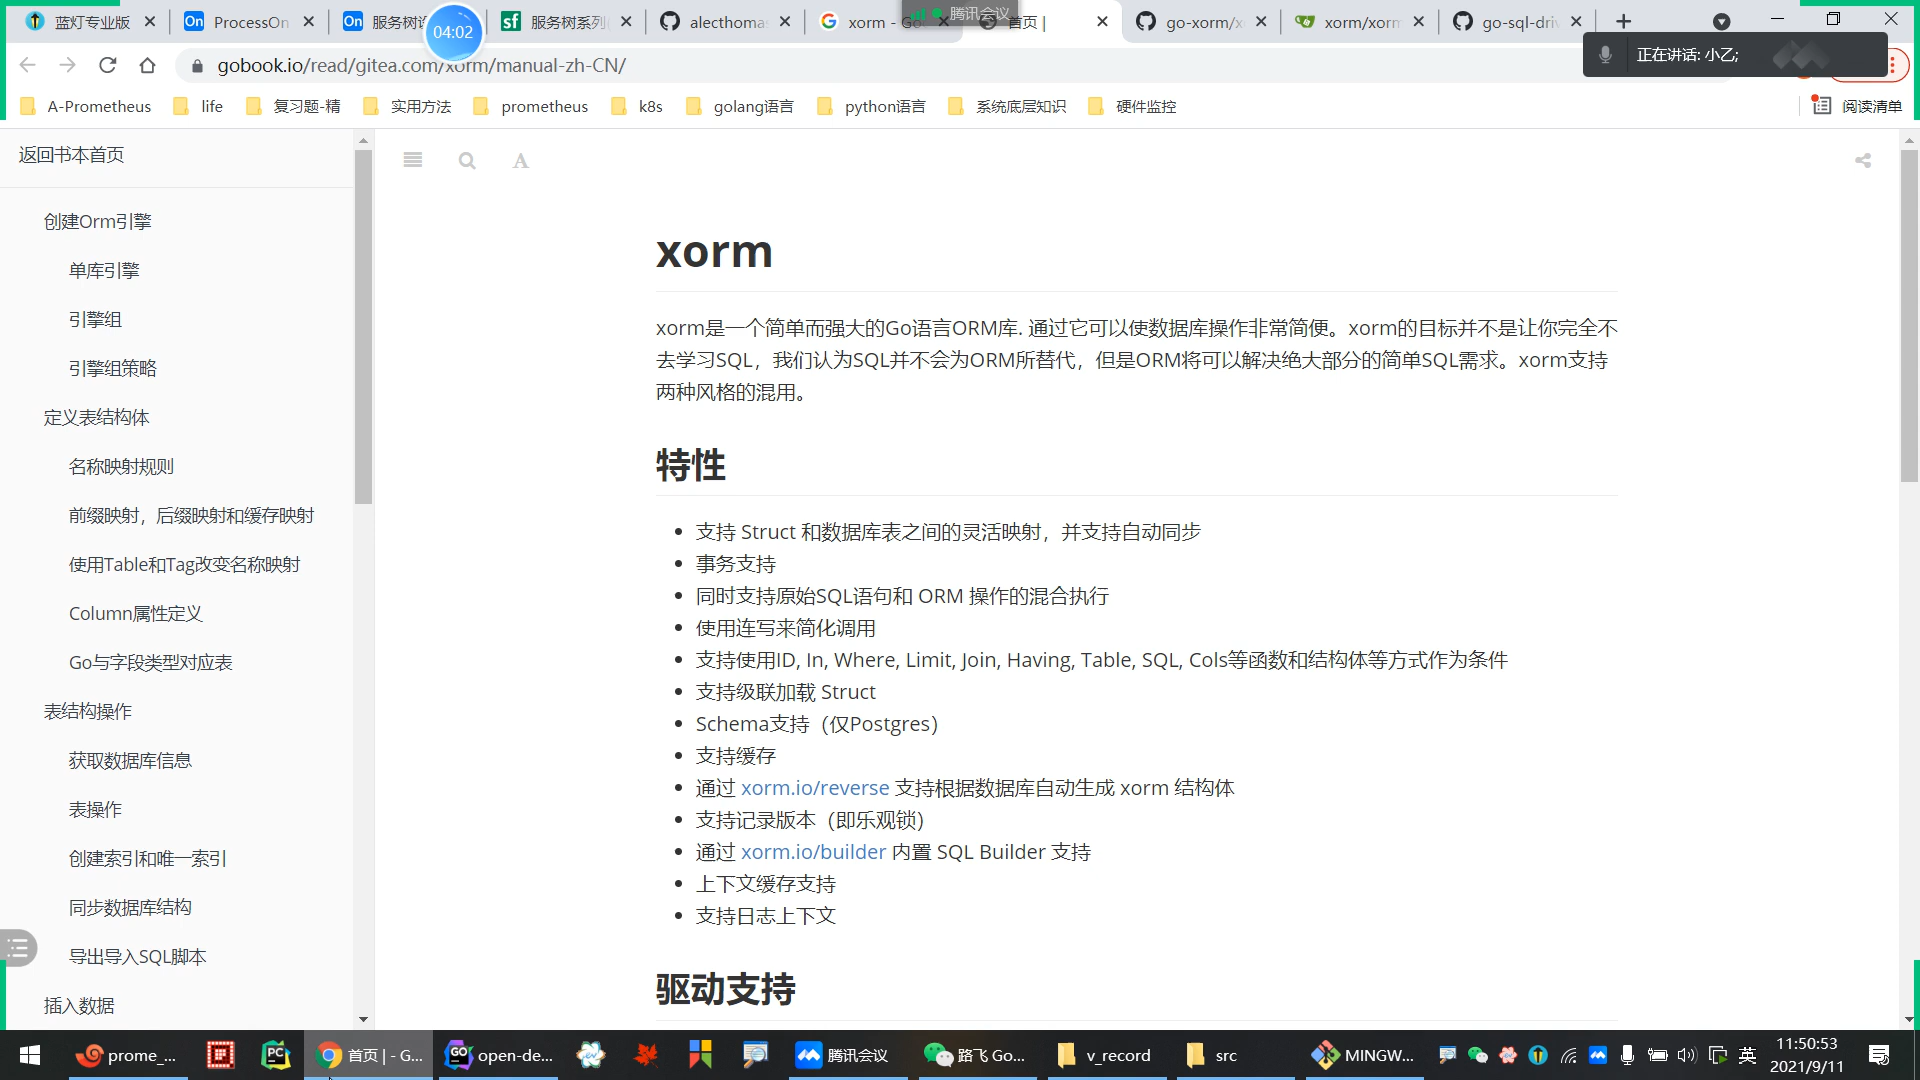 蓝灯专业版
ProcessOn
服务树设
服务树系列
alecthomas
xorm - Go
首页 |
go-xorm/x
xorm/xorm
go-sql-driv
腾讯会议
04:02
正在讲话: 小乙;
gobook.io/read/gitea.com/xorm/manual-zh-CN/
A-Prometheus
life
复习题-精
实用方法
prometheus
k8s
golang语言
python语言
系统底层知识
硬件监控
阅读清单
返回书本首页
创建Orm引擎
单库引擎
引擎组
引擎组策略
定义表结构体
名称映射规则
前缀映射，后缀映射和缓存映射
使用Table和Tag改变名称映射
Column属性定义
Go与字段类型对应表
表结构操作
获取数据库信息
表操作
创建索引和唯一索引
同步数据库结构
导出导入SQL脚本
插入数据
xorm
xorm是一个简单而强大的Go语言ORM库. 通过它可以使数据库操作非常简便。xorm的目标并不是让你完全不
去学习SQL，我们认为SQL并不会为ORM所替代，但是ORM将可以解决绝大部分的简单SQL需求。xorm支持
两种风格的混用。
特性
支持 Struct 和数据库表之间的灵活映射，并支持自动同步
事务支持
同时支持原始SQL语句和 ORM 操作的混合执行
使用连写来简化调用
支持使用ID, In, Where, Limit, Join, Having, Table, SQL, Cols等函数和结构体等方式作为条件
支持级联加载 Struct
Schema支持（仅Postgres）
支持缓存
通过 xorm.io/reverse 支持根据数据库自动生成 xorm 结构体
支持记录版本（即乐观锁）
通过 xorm.io/builder 内置 SQL Builder 支持
上下文缓存支持
支持日志上下文
驱动支持
prome_...
首页 | - G...
open-de...
腾讯会议
路飞 Go...
v_record
src
MINGW...
英
11:50:53
2021/9/11